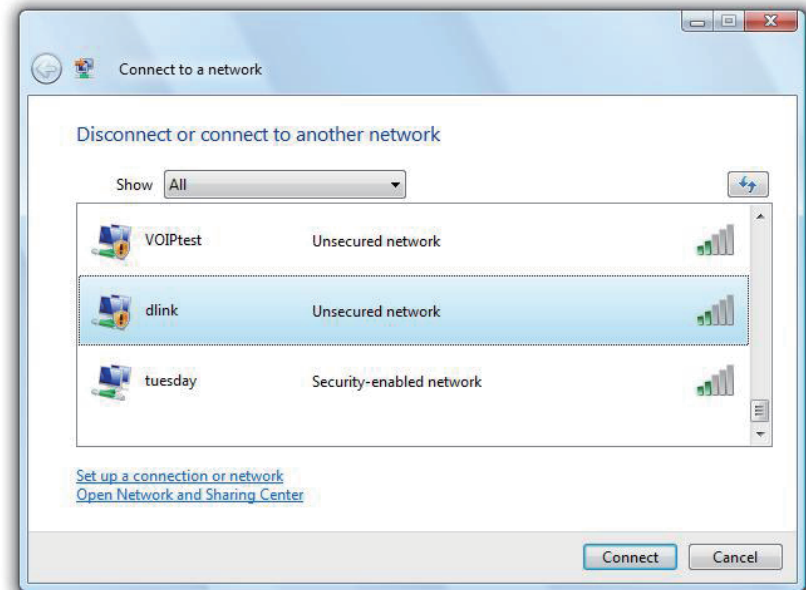 Connect to a network
Disconnect or connect to another network
Show All
VOIPtest Unsecured network
dlink Unsecured network
tuesday Security-enabled network
Set up a connection or network
Open Network and Sharing Center
Connect Cancel